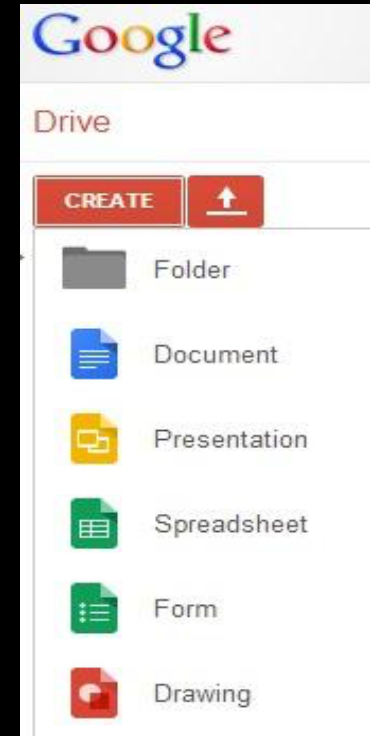 Google
Drive
CREATE
Folder
Document
Presentation
Spreadsheet
Form
Drawing